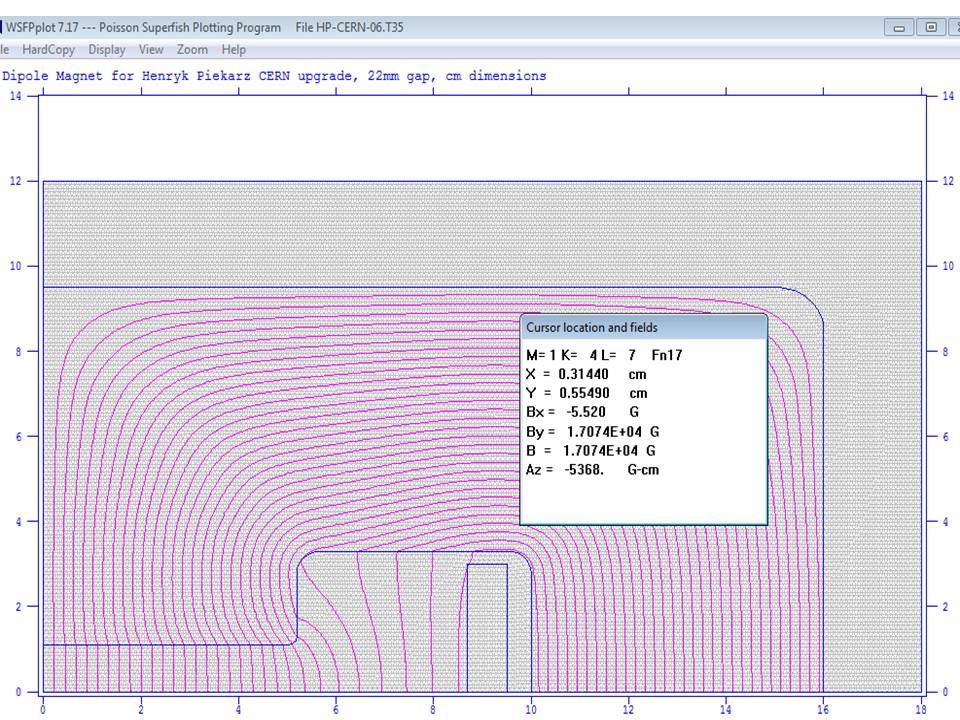 WSFPplot 7.17 --- Poisson Superfish Plotting Program File HP-CERN-06.T35
le HardCopy Display View Zoom Help
Dipole Magnet for Henryk Piekarz CERN upgrade, 22mm gap, cm dimensions
14 14
12 12
10 10
Cursor location and fields
8 8
M= 1 K= 4 L= 7 Fn17
X = 0.31440 cm
Y = 0.55490 cm
Bx = -5.520 G
By = 1.7074E+04 G
6 6
B = 1.7074E+04 G
Az = -5368. G-cm
4 4
2 2
0 0
0 2 4 6 8 10 12 14 16 18